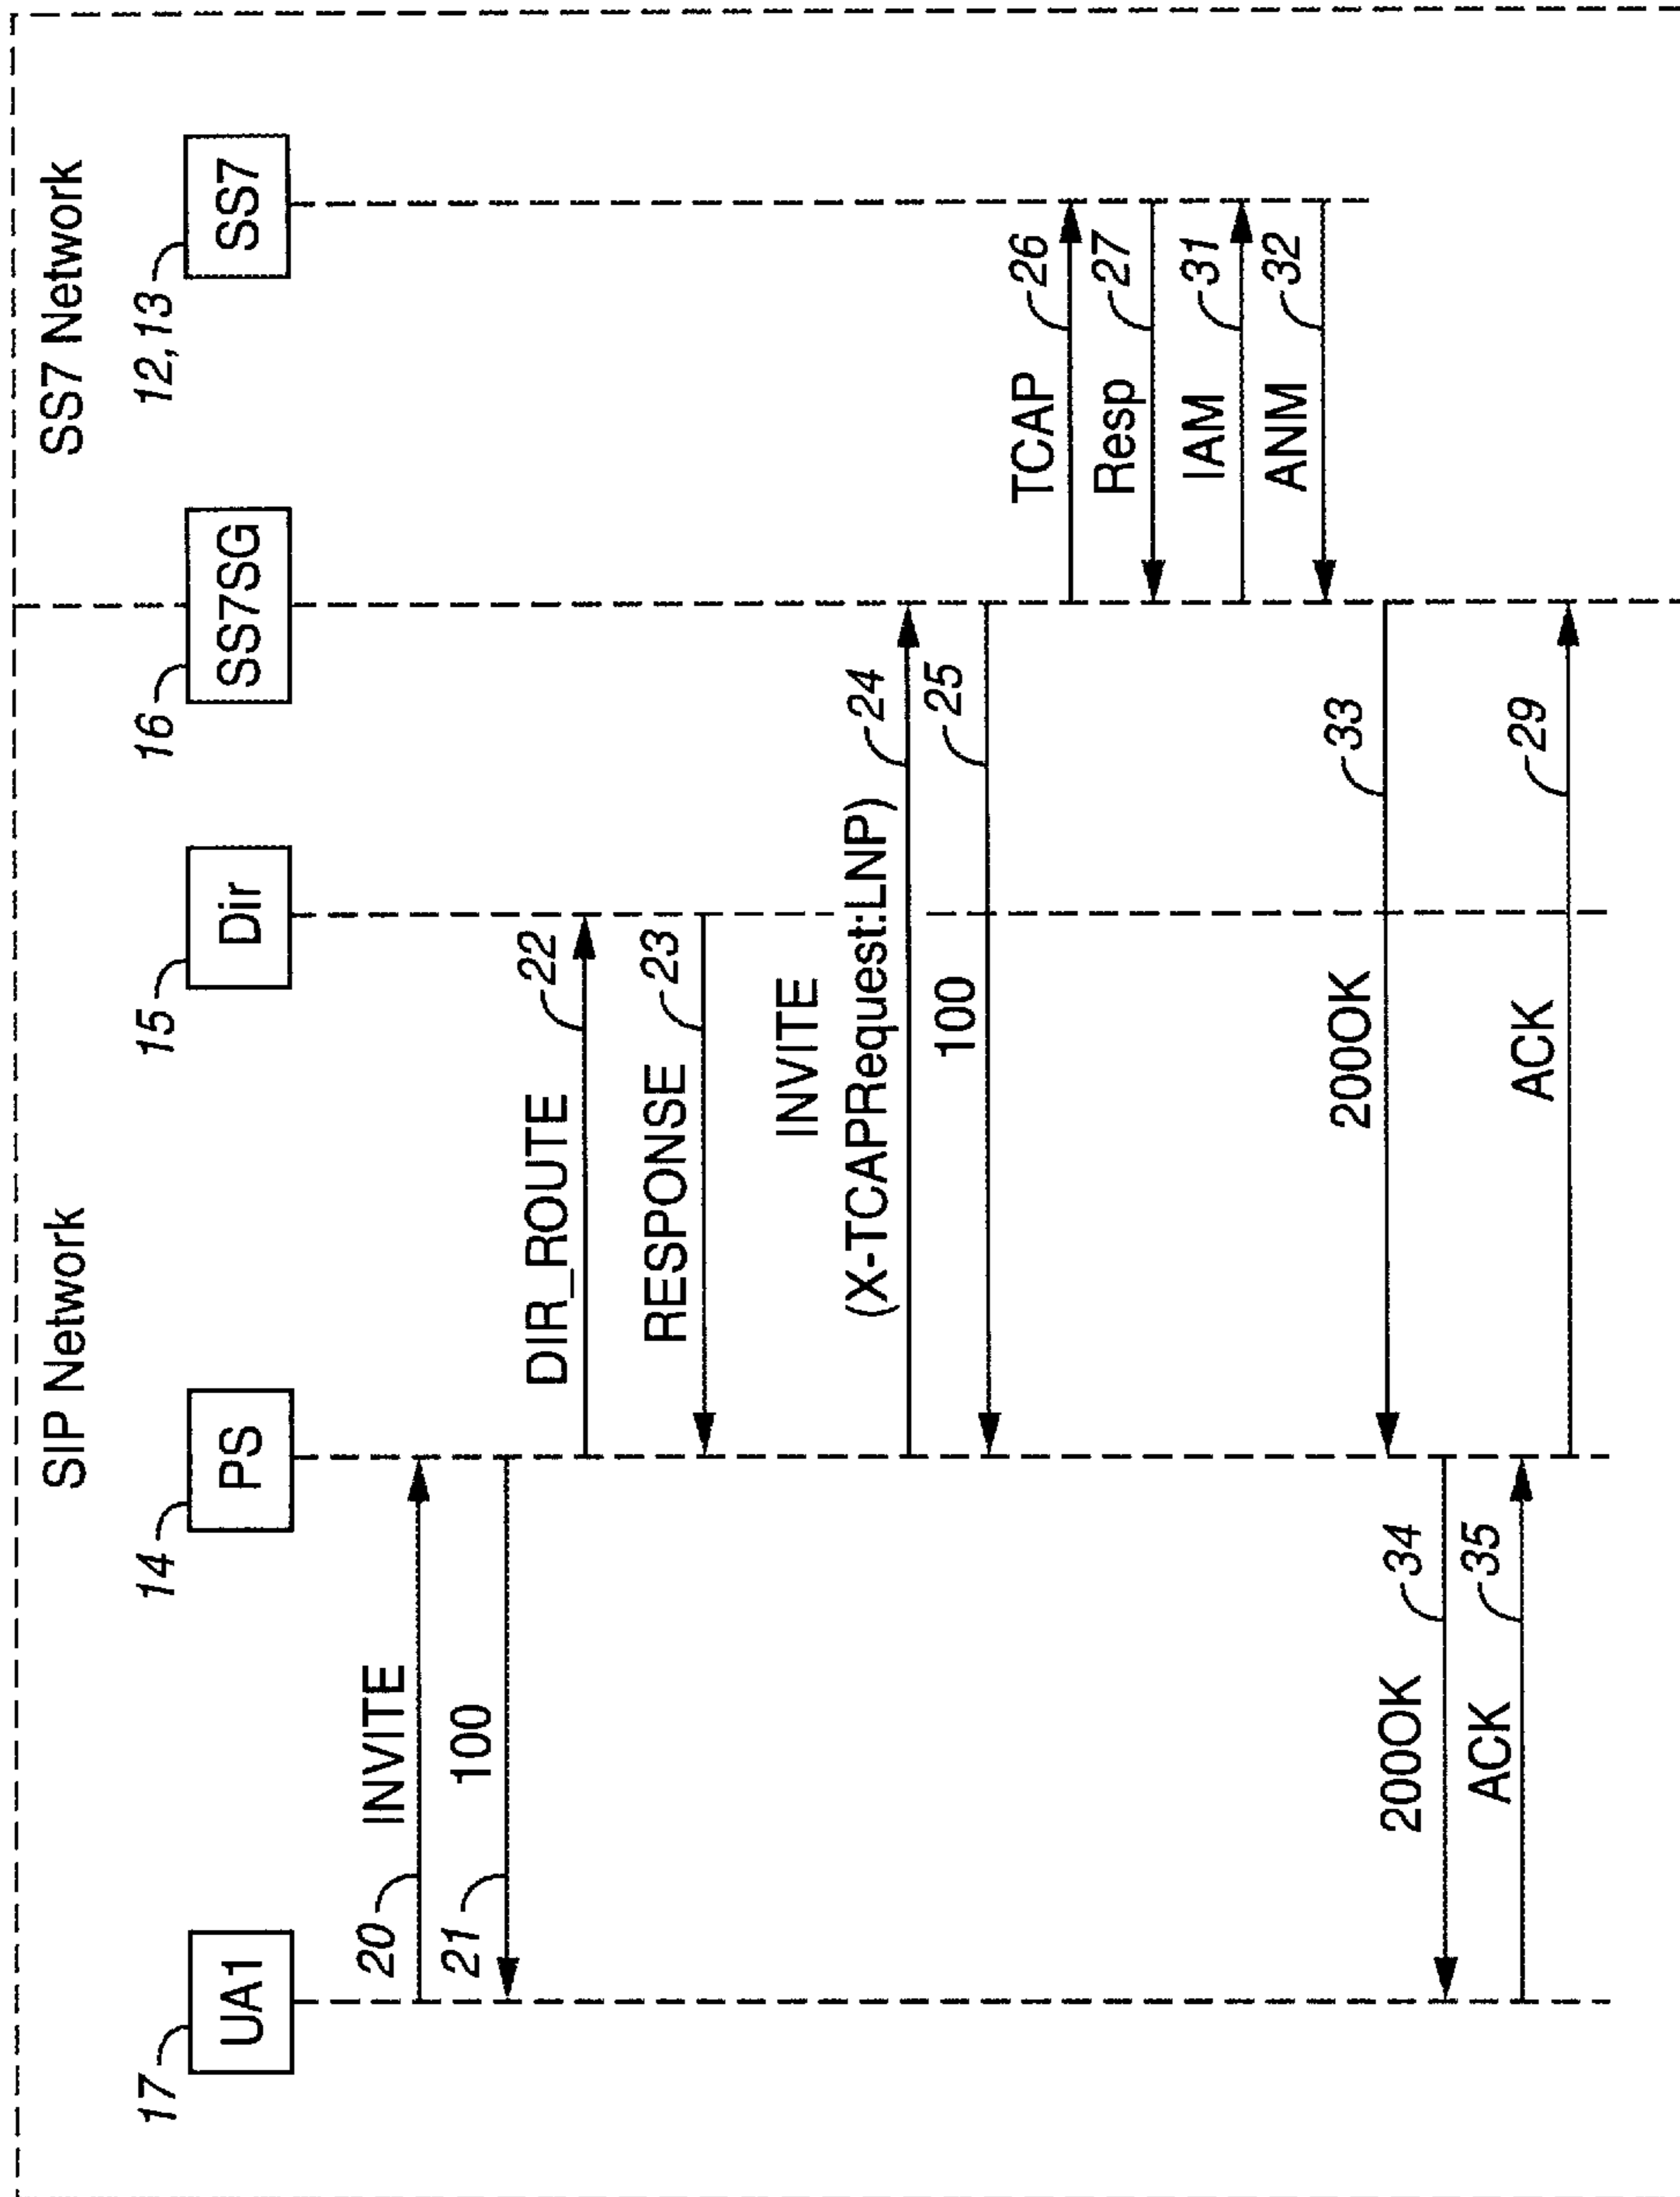 SIP Network
SS7 Network
17
14
15
16
12,13
UA1
PS
Dir
SS7SG
SS7
20
INVITE
21
100
DIR_ROUTE
22
RESPONSE
23
INVITE
(X-TCAPRequest:LNP)
24
100
25
TCAP
26
Resp
27
IAM
31
ANM
32
200OK
33
200OK
34
ACK
35
ACK
29